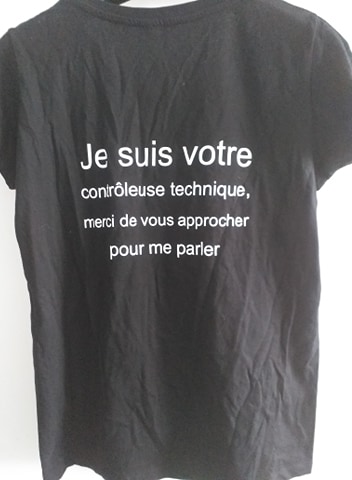 Je suis votre
contrôleuse technique,
merci de vous approcher
pour me parler